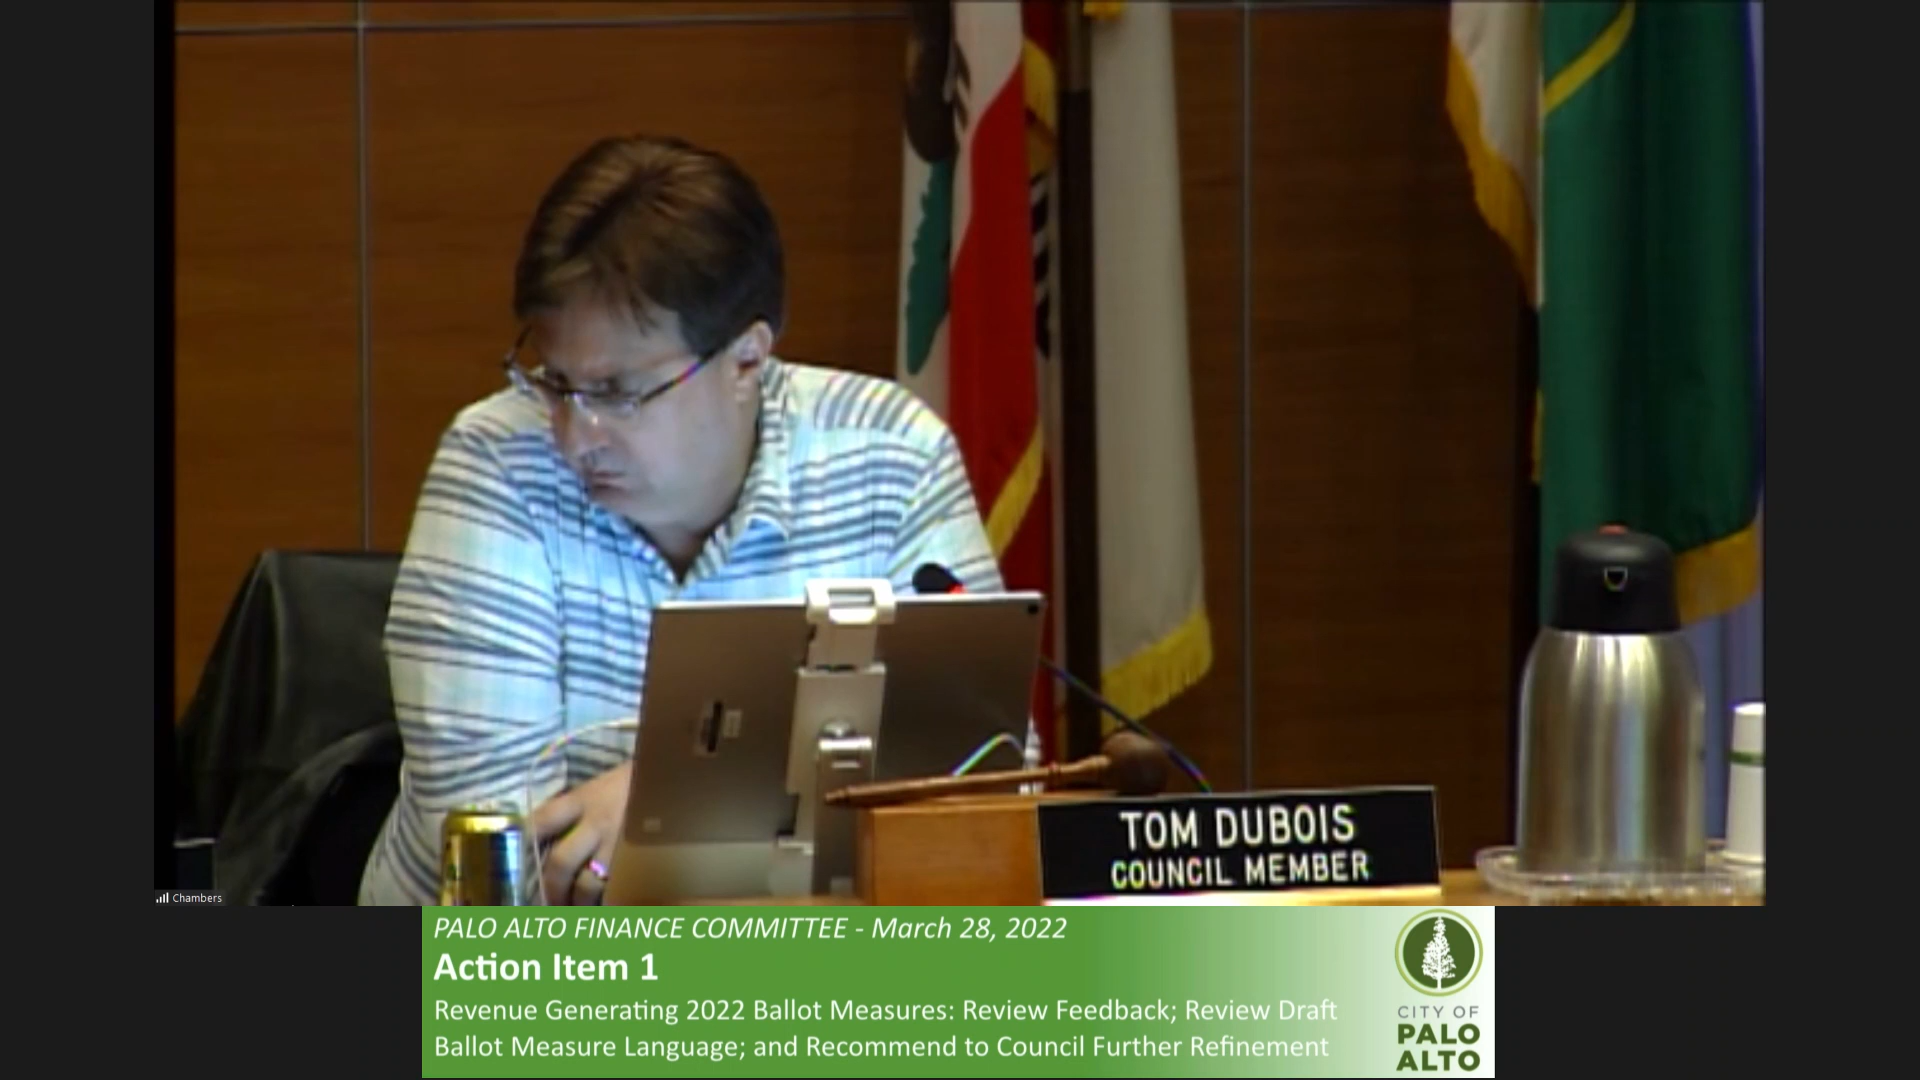 TOM DUBOIS
COUNCIL MEMBER
Chambers
PALO ALTO FINANCE COMMITTEE - March 28, 2022
Action Item 1
Revenue Generating 2022 Ballot Measures: Review Feedback; Review Draft
Ballot Measure Language; and Recommend to Council Further Refinement
CITY OF
PALO
ALTO